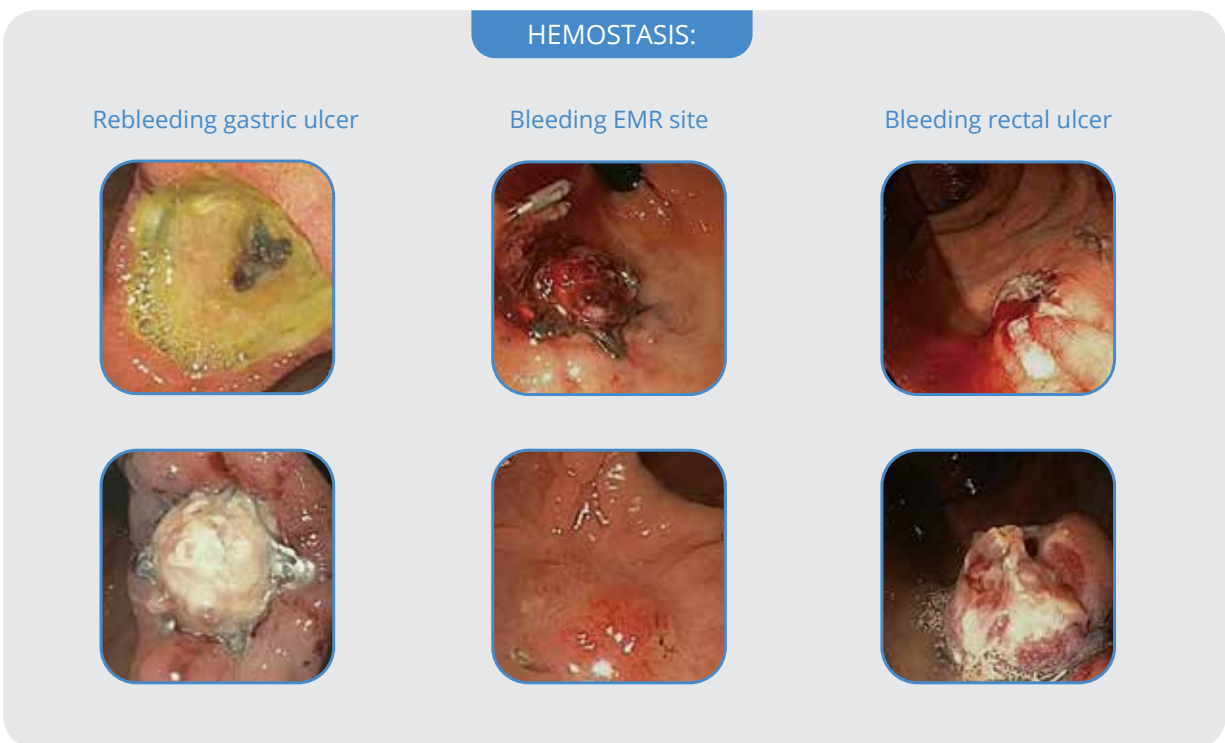 HEMOSTASIS:
Rebleeding gastric ulcer
Bleeding EMR site
Bleeding rectal ulcer